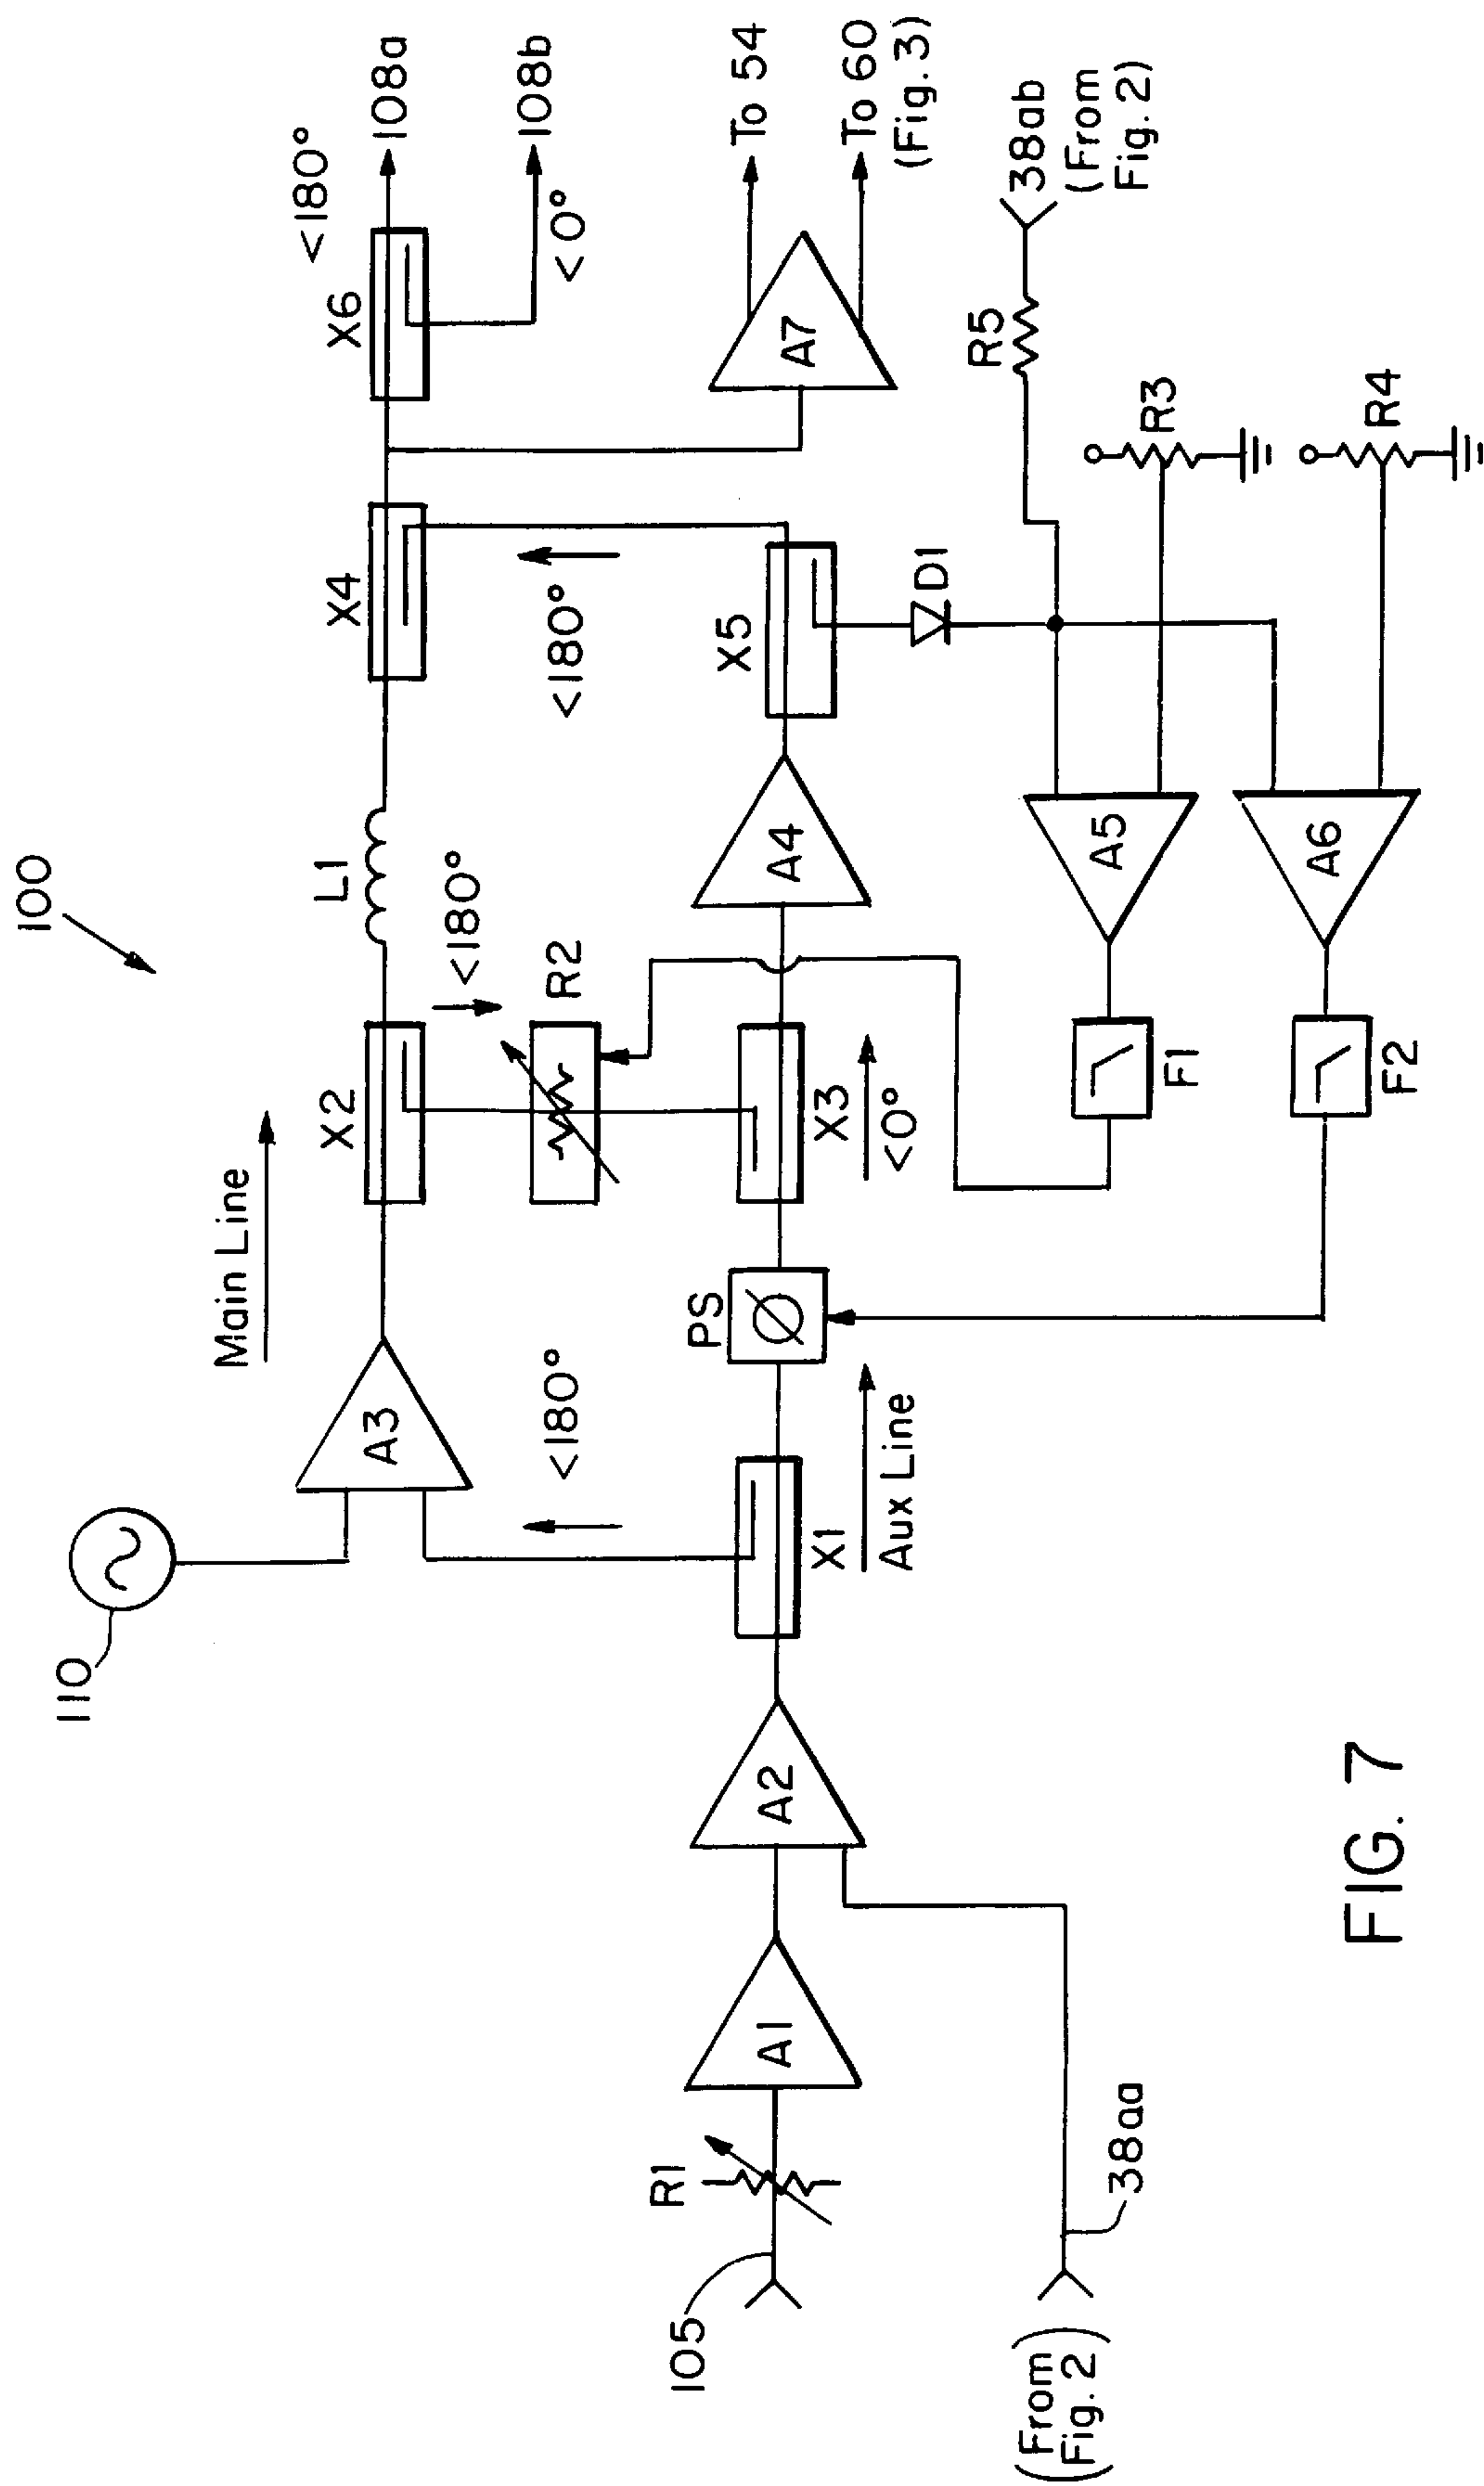 100
110
Main Line
<180°
108a
X6
108b
<0°
X4
L1
X2
A3
<180°
R2
<180°
<180°
To 54
To 60
(Fig. 3)
A7
X5
A4
X3
<0°
PS
X1
Aux Line
A2
A1
R1
105
D1
R5
38ab
(From
Fig. 2)
R3
R4
A5
A6
F1
F2
38aa
(From
Fig. 2)
FIG. 7